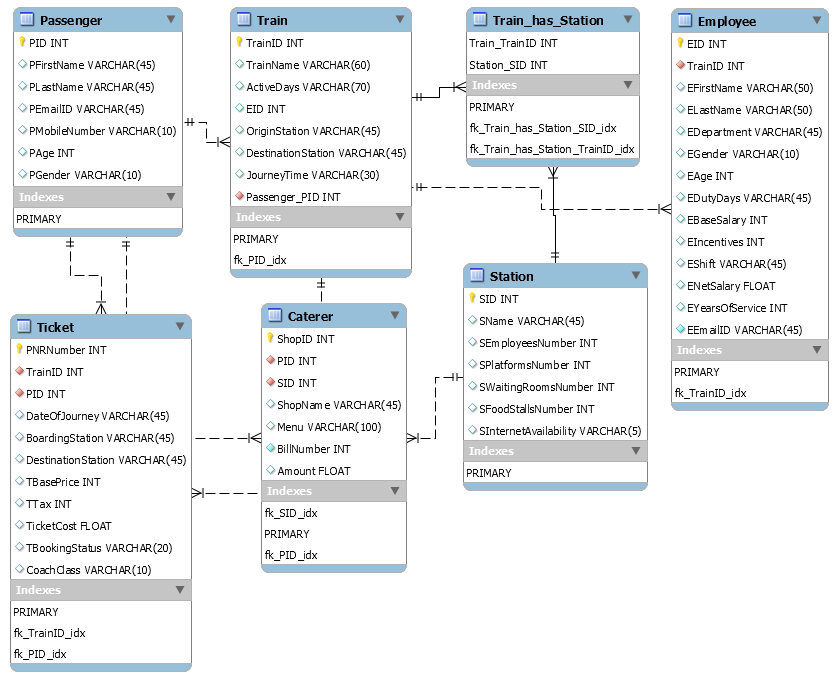 Passenger
PID INT
PFirstName VARCHAR(45)
PLastName VARCHAR(45)
PEmailID VARCHAR(45)
PMobileNumber VARCHAR(10)
PAge INT
PGender VARCHAR(10)
Indexes
PRIMARY
Train
TrainID INT
TrainName VARCHAR(60)
ActiveDays VARCHAR(70)
EID INT
OriginStation VARCHAR(45)
DestinationStation VARCHAR(45)
JourneyTime VARCHAR(30)
Passenger_PID INT
Indexes
PRIMARY
fk_PID_idx
Train_has_Station
Train_TrainID INT
Station_SID INT
Indexes
PRIMARY
fk_Train_has_Station_SID_idx
fk_Train_has_Station_TrainID_idx
Employee
EID INT
TrainID INT
EFirstName VARCHAR(50)
ELastName VARCHAR(50)
EDepartment VARCHAR(45)
EGender VARCHAR(10)
EAge INT
EDutyDays VARCHAR(45)
EBaseSalary INT
EIncentives INT
EShift VARCHAR(45)
ENetSalary FLOAT
EYearsOfService INT
EEmailID VARCHAR(45)
Indexes
PRIMARY
fk_TrainID_idx
Ticket
PNRNumber INT
TrainID INT
PID INT
DateOfJourney VARCHAR(45)
BoardingStation VARCHAR(45)
DestinationStation VARCHAR(45)
TBasePrice INT
TTax INT
TicketCost FLOAT
TBookingStatus VARCHAR(20)
CoachClass VARCHAR(10)
Indexes
PRIMARY
fk_TrainID_idx
fk_PID_idx
Caterer
ShopID INT
PID INT
SID INT
ShopName VARCHAR(45)
Menu VARCHAR(100)
BillNumber INT
Amount FLOAT
Indexes
fk_SID_idx
PRIMARY
fk_PID_idx
Station
SID INT
SName VARCHAR(45)
SEmployeesNumber INT
SPlatformsNumber INT
SWaitingRoomsNumber INT
SFoodStallsNumber INT
SInternetAvailability VARCHAR(5)
Indexes
PRIMARY